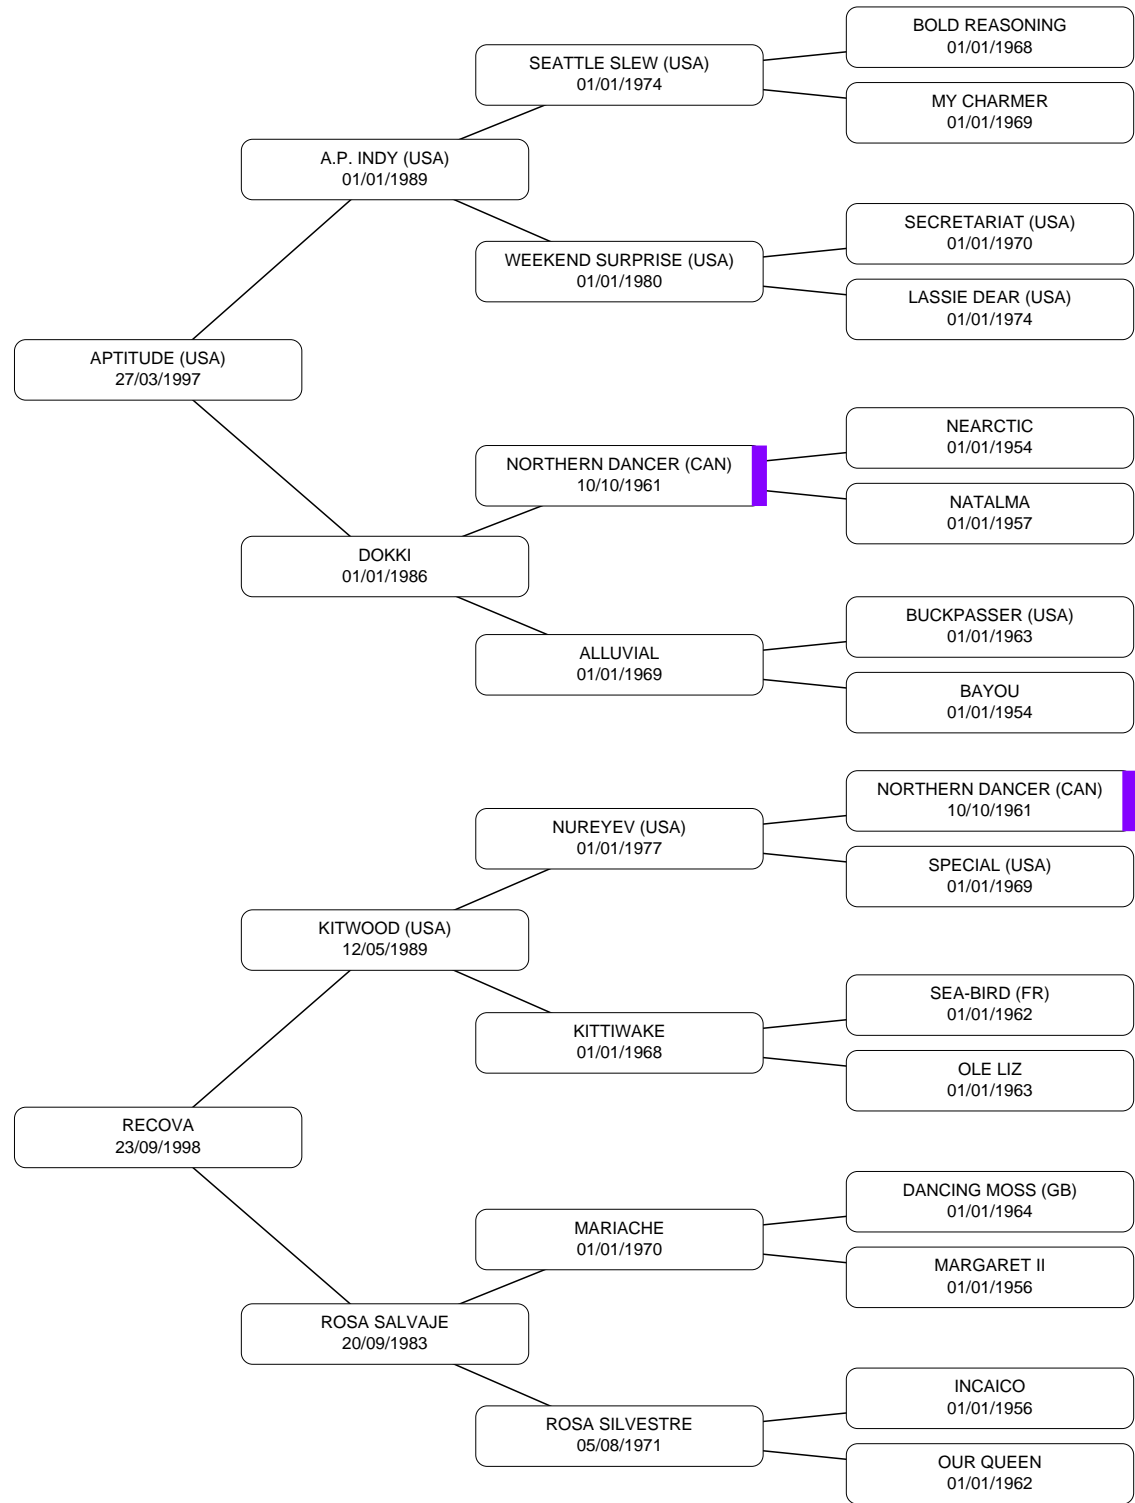 BOLD REASONING
01/01/1968
SEATTLE SLEW (USA)
01/01/1974
MY CHARMER
01/01/1969
A.P. INDY (USA)
01/01/1989
SECRETARIAT (USA)
01/01/1970
WEEKEND SURPRISE (USA)
01/01/1980
LASSIE DEAR (USA)
01/01/1974
APTITUDE (USA)
27/03/1997
NEARCTIC
01/01/1954
NORTHERN DANCER (CAN)
10/10/1961
NATALMA
01/01/1957
DOKKI
01/01/1986
BUCKPASSER (USA)
01/01/1963
ALLUVIAL
01/01/1969
BAYOU
01/01/1954
NORTHERN DANCER (CAN)
10/10/1961
NUREYEV (USA)
01/01/1977
SPECIAL (USA)
01/01/1969
KITWOOD (USA)
12/05/1989
SEA-BIRD (FR)
01/01/1962
KITTIWAKE
01/01/1968
OLE LIZ
01/01/1963
RECOVA
23/09/1998
DANCING MOSS (GB)
01/01/1964
MARIACHE
01/01/1970
MARGARET II
01/01/1956
ROSA SALVAJE
20/09/1983
INCAICO
01/01/1956
ROSA SILVESTRE
05/08/1971
OUR QUEEN
01/01/1962